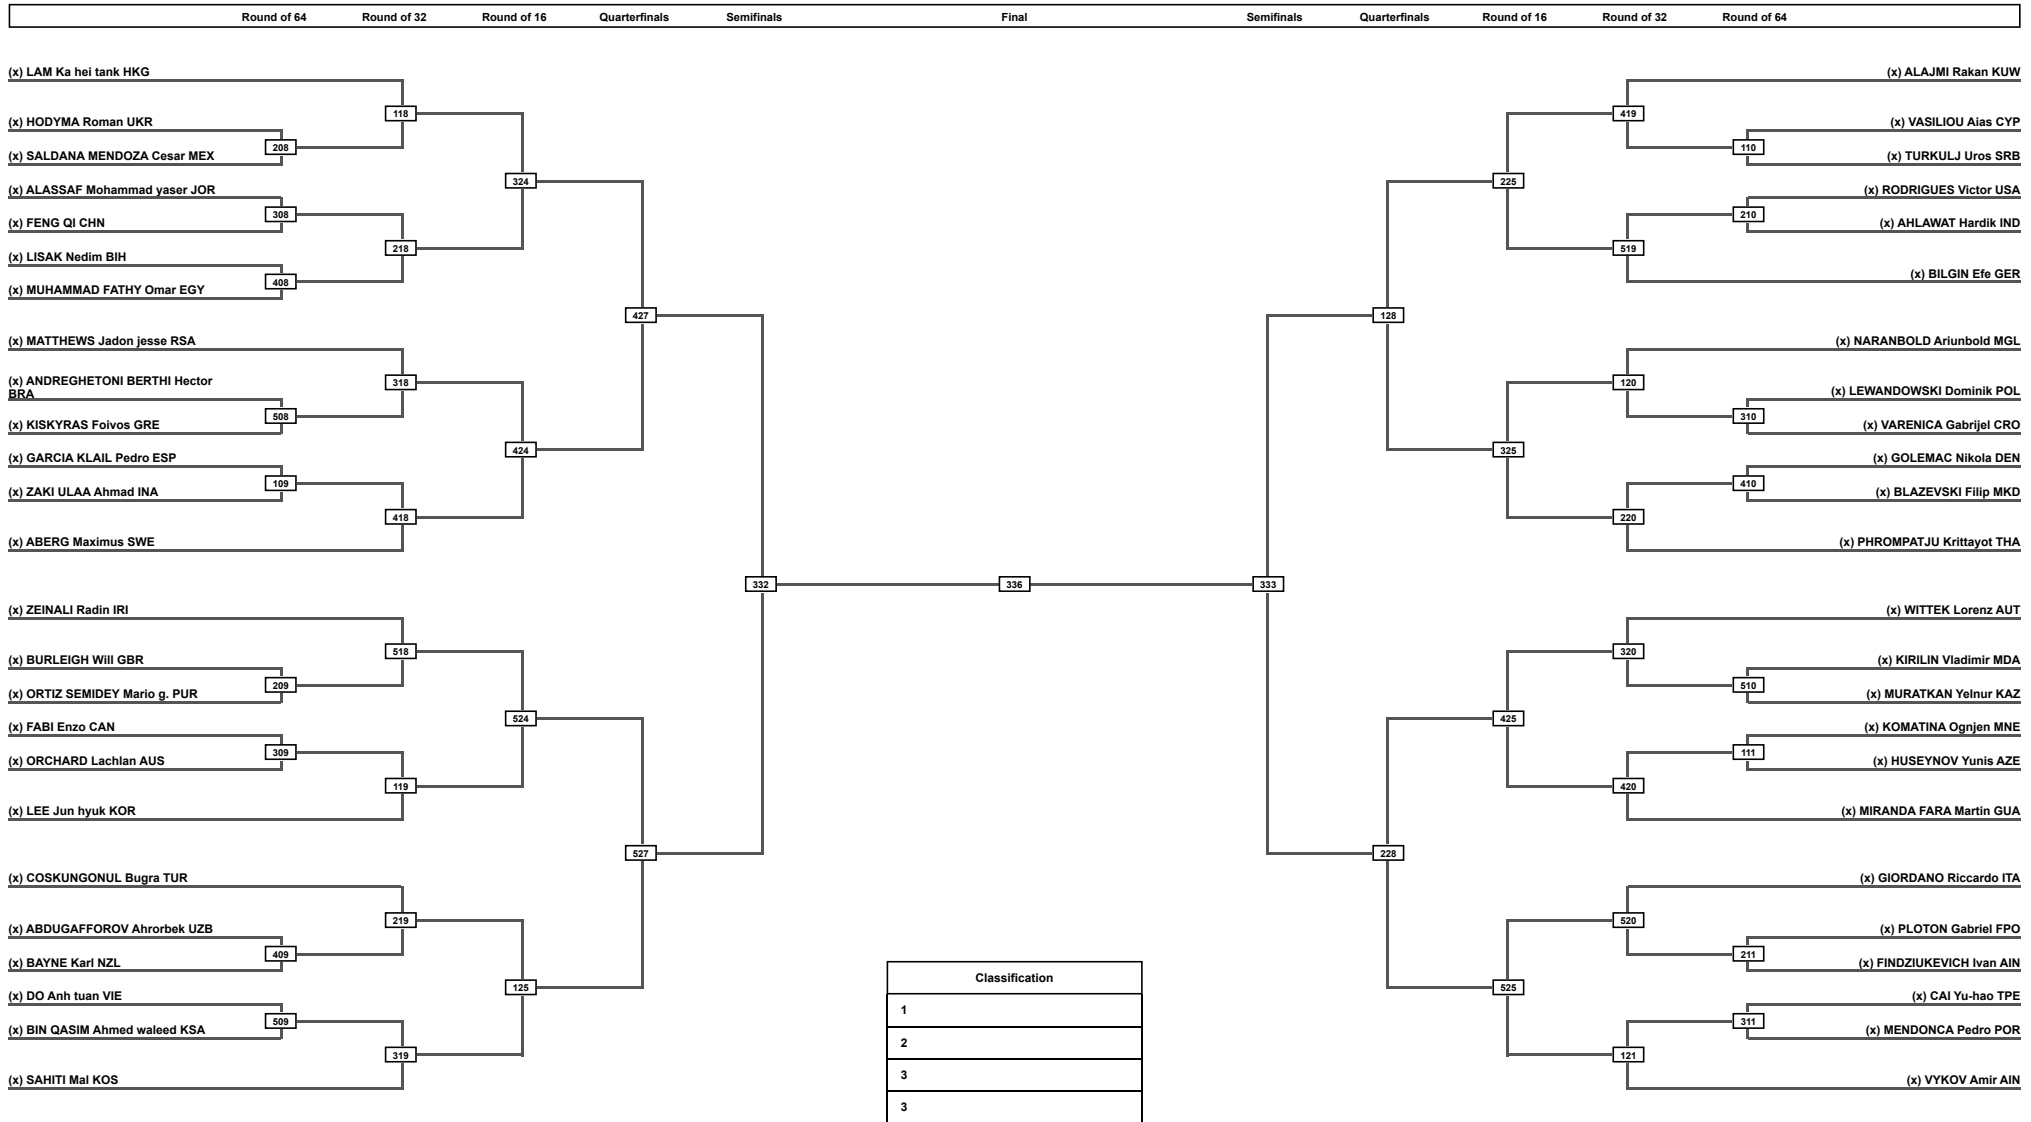 Round of 64 Round of 32 Round of 16 Quarterfinals Semifinals Final Semifinals Quarterfinals Round of 16 Round of 32 Round of 64
(x) LAM Ka hei tank HKG
118
(x) HODYMA Roman UKR
208
(x) SALDANA MENDOZA Cesar MEX
324
(x) ALASSAF Mohammad yaser JOR
308
(x) FENG QI CHN
218
(x) LISAK Nedim BIH
408
(x) MUHAMMAD FATHY Omar EGY
427
(x) MATTHEWS Jadon jesse RSA
318
(x) ANDREGHETONI BERTHI Hector
BRA
508
(x) KISKYRAS Foivos GRE
424
(x) GARCIA KLAIL Pedro ESP
109
(x) ZAKI ULAA Ahmad INA
418
(x) ABERG Maximus SWE
332
336
333
(x) ZEINALI Radin IRI
518
(x) BURLEIGH Will GBR
209
(x) ORTIZ SEMIDEY Mario g. PUR
524
(x) FABI Enzo CAN
309
(x) ORCHARD Lachlan AUS
119
(x) LEE Jun hyuk KOR
527
(x) COSKUNGONUL Bugra TUR
219
(x) ABDUGAFFOROV Ahrorbek UZB
409
(x) BAYNE Karl NZL
125
(x) DO Anh tuan VIE
509
(x) BIN QASIM Ahmed waleed KSA
319
(x) SAHITI Mal KOS
(x) ALAJMI Rakan KUW
419
(x) VASILIOU Aias CYP
110
(x) TURKULJ Uros SRB
225
(x) RODRIGUES Victor USA
210
(x) AHLAWAT Hardik IND
519
(x) BILGIN Efe GER
128
(x) NARANBOLD Ariunbold MGL
120
(x) LEWANDOWSKI Dominik POL
310
(x) VARENICA Gabrijel CRO
325
(x) GOLEMAC Nikola DEN
410
(x) BLAZEVSKI Filip MKD
220
(x) PHROMPATJU Krittayot THA
(x) WITTEK Lorenz AUT
320
(x) KIRILIN Vladimir MDA
510
(x) MURATKAN Yelnur KAZ
425
(x) KOMATINA Ognjen MNE
111
(x) HUSEYNOV Yunis AZE
420
(x) MIRANDA FARA Martin GUA
228
(x) GIORDANO Riccardo ITA
520
(x) PLOTON Gabriel FPO
211
(x) FINDZIUKEVICH Ivan AIN
525
(x) CAI Yu-hao TPE
311
(x) MENDONCA Pedro POR
121
(x) VYKOV Amir AIN
Classification
1
2
3
3